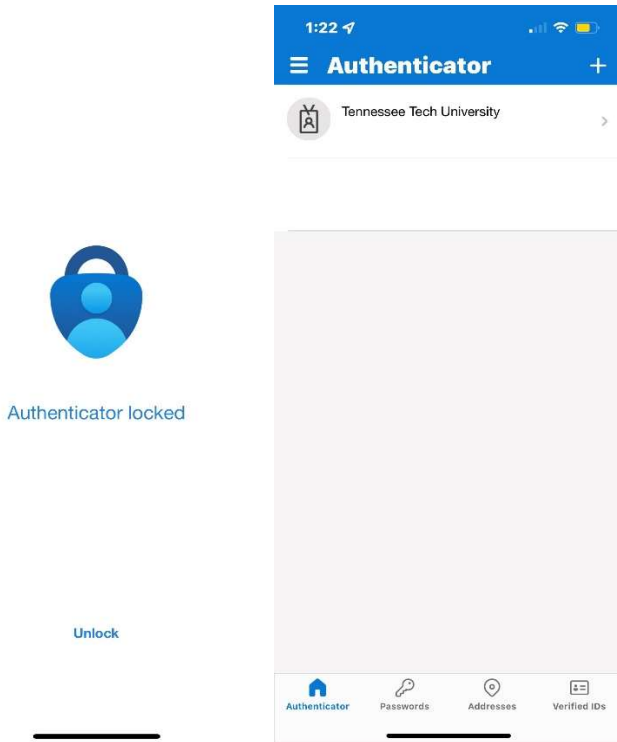 Authenticator locked
Unlock
1:22
Authenticator
Tennessee Tech University
Authenticator Passwords Addresses Verified IDs